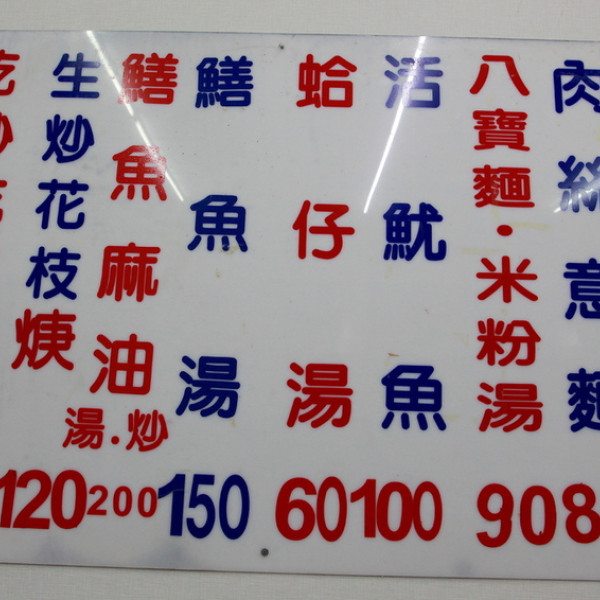 肉絲意麵
八寶麵・米粉湯
活魷魚
蛤仔湯
鱔魚湯
鱔魚麻油
湯.炒
生炒花枝焿
120 200 150 60 100 90 8